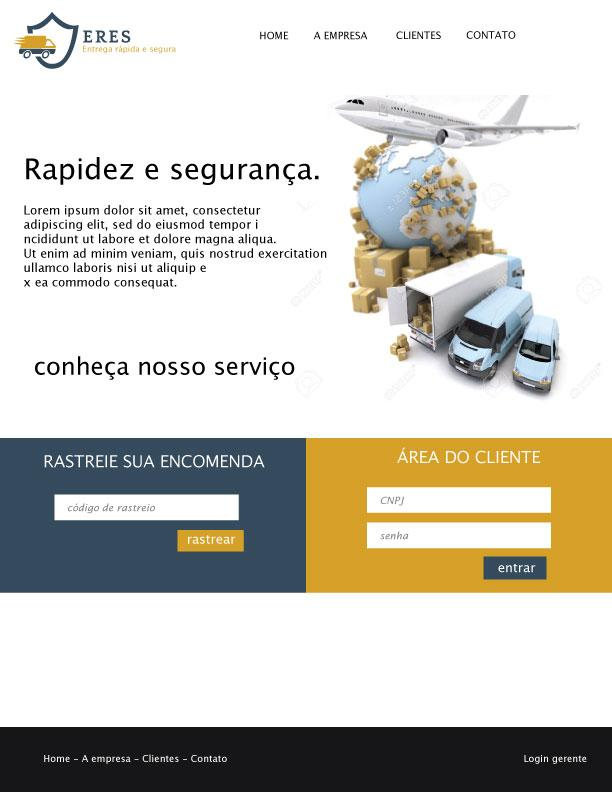 ERES
Entrega rápida e segura
HOME
A EMPRESA
CLIENTES
CONTATO
Rapidez e segurança.
Lorem ipsum dolor sit amet, consectetur
adipiscing elit, sed do eiusmod tempor i
ncididunt ut labore et dolore magna aliqua.
Ut enim ad minim veniam, quis nostrud exercitation
ullamco laboris nisi ut aliquip e
x ea commodo consequat.
conheça nosso serviço
RASTREIE SUA ENCOMENDA
código de rastreio
rastrear
ÁREA DO CLIENTE
CNPJ
senha
entrar
Home - A empresa - Clientes - Contato
Login gerente